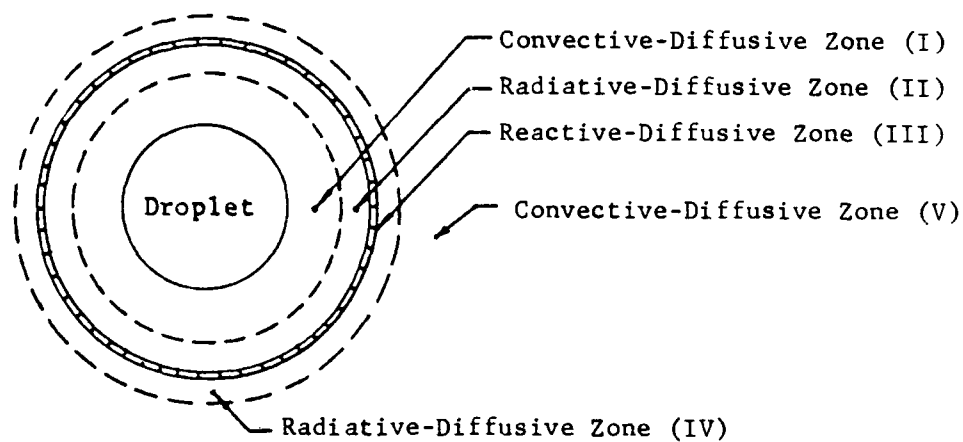 Convective-Diffusive Zone (I)
Radiative-Diffusive Zone (II)
Reactive-Diffusive Zone (III)
Droplet
Convective-Diffusive Zone (V)
Radiative-Diffusive Zone (IV)